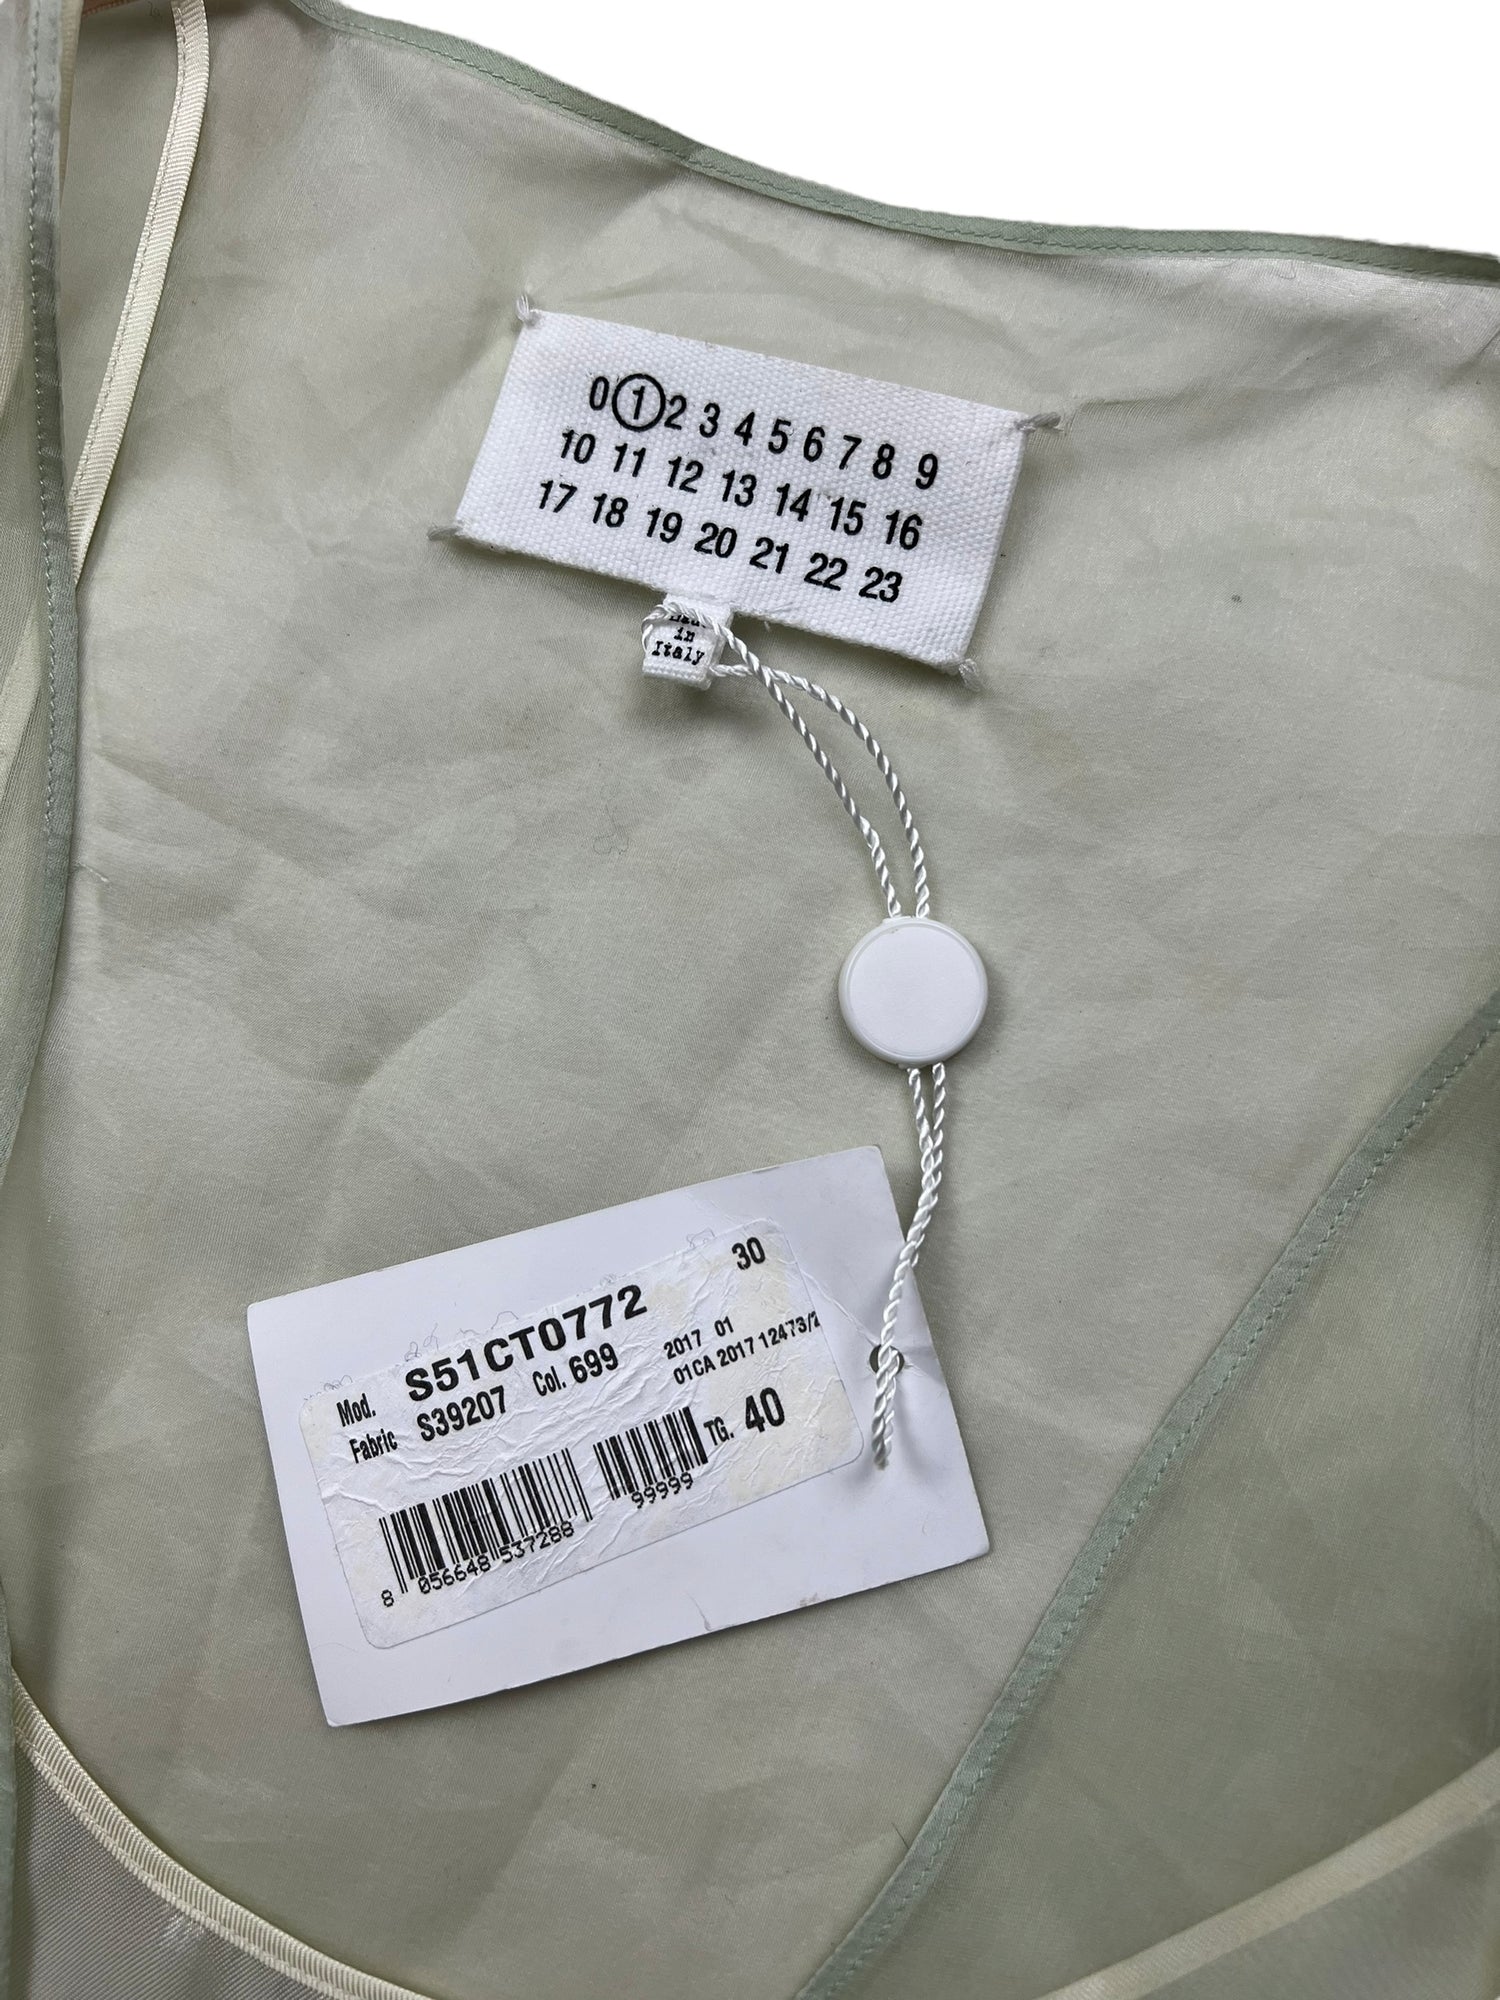 0 1 2 3 4 5 6 7 8 9
10 11 12 13 14 15 16
17 18 19 20 21 22 23
in
Italy
30
Mod. S51CT0772
Fabric S39207 Col. 699
2017 01
01CA 2017 12473/2
TG. 40
8 056648 537288
99999